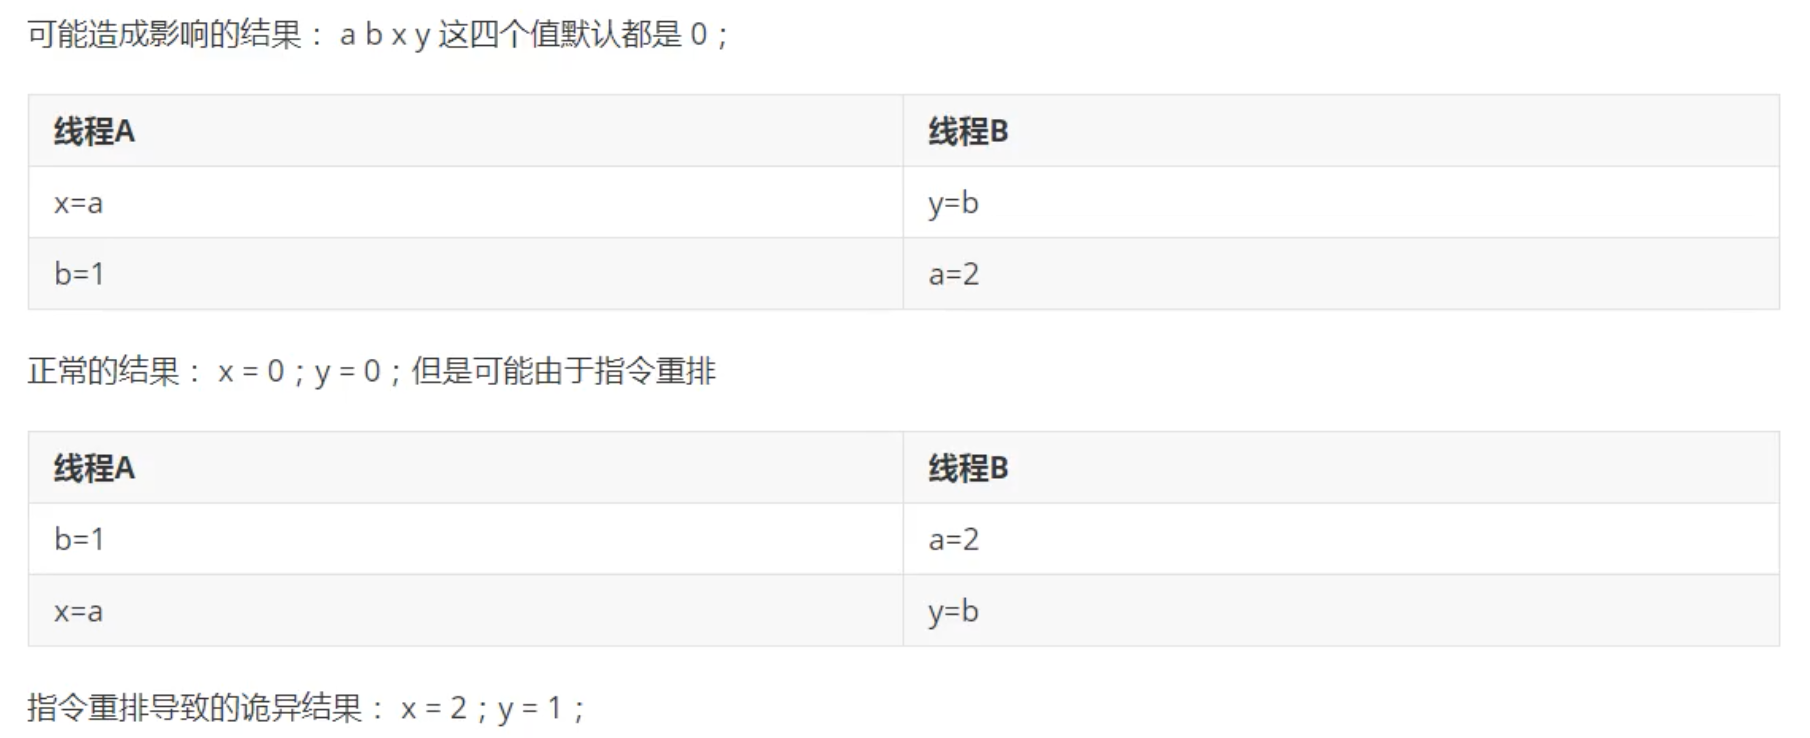 可能造成影响的结果： a b x y 这四个值默认都是 0；
线程A 线程B
x=a y=b
b=1 a=2
正常的结果： x = 0；y = 0；但是可能由于指令重排
线程A 线程B
b=1 a=2
x=a y=b
指令重排导致的诡异结果： x = 2；y = 1；